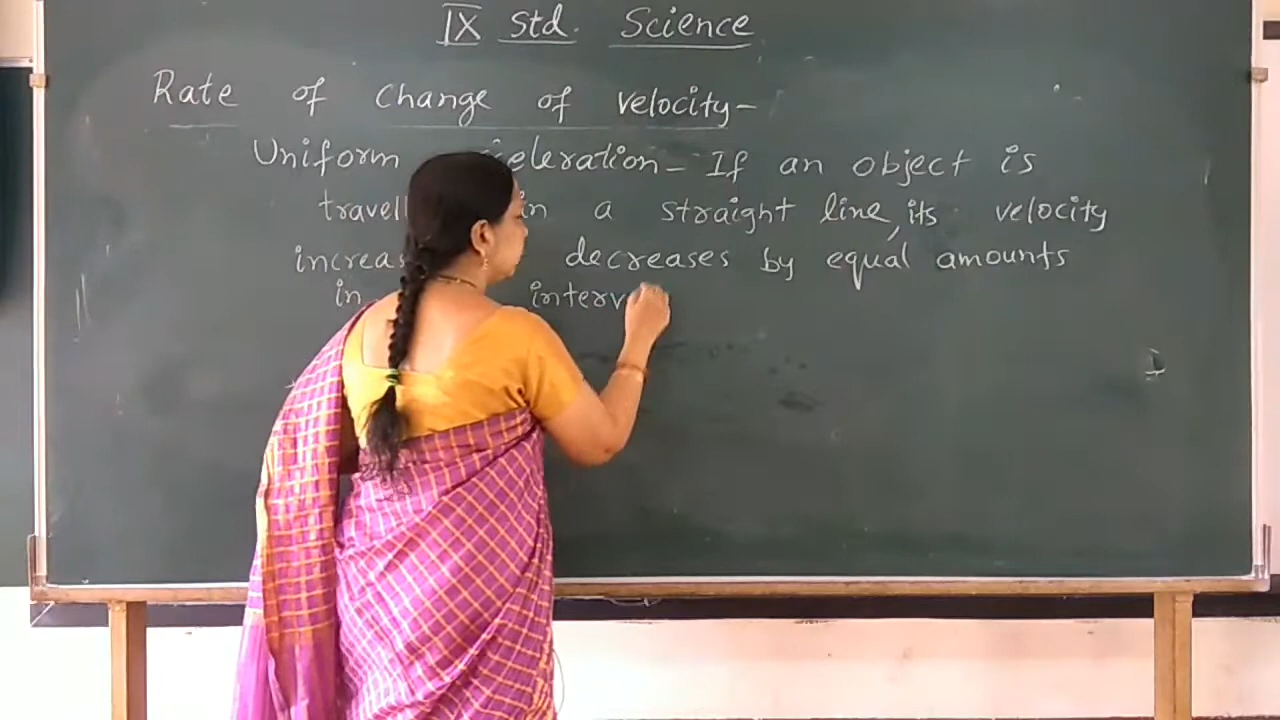 IX Std. Science
Rate of change of velocity-
Uniform eleration- If an object is
travell in a straight line, its velocity
increas decreases by equal amounts
in interv